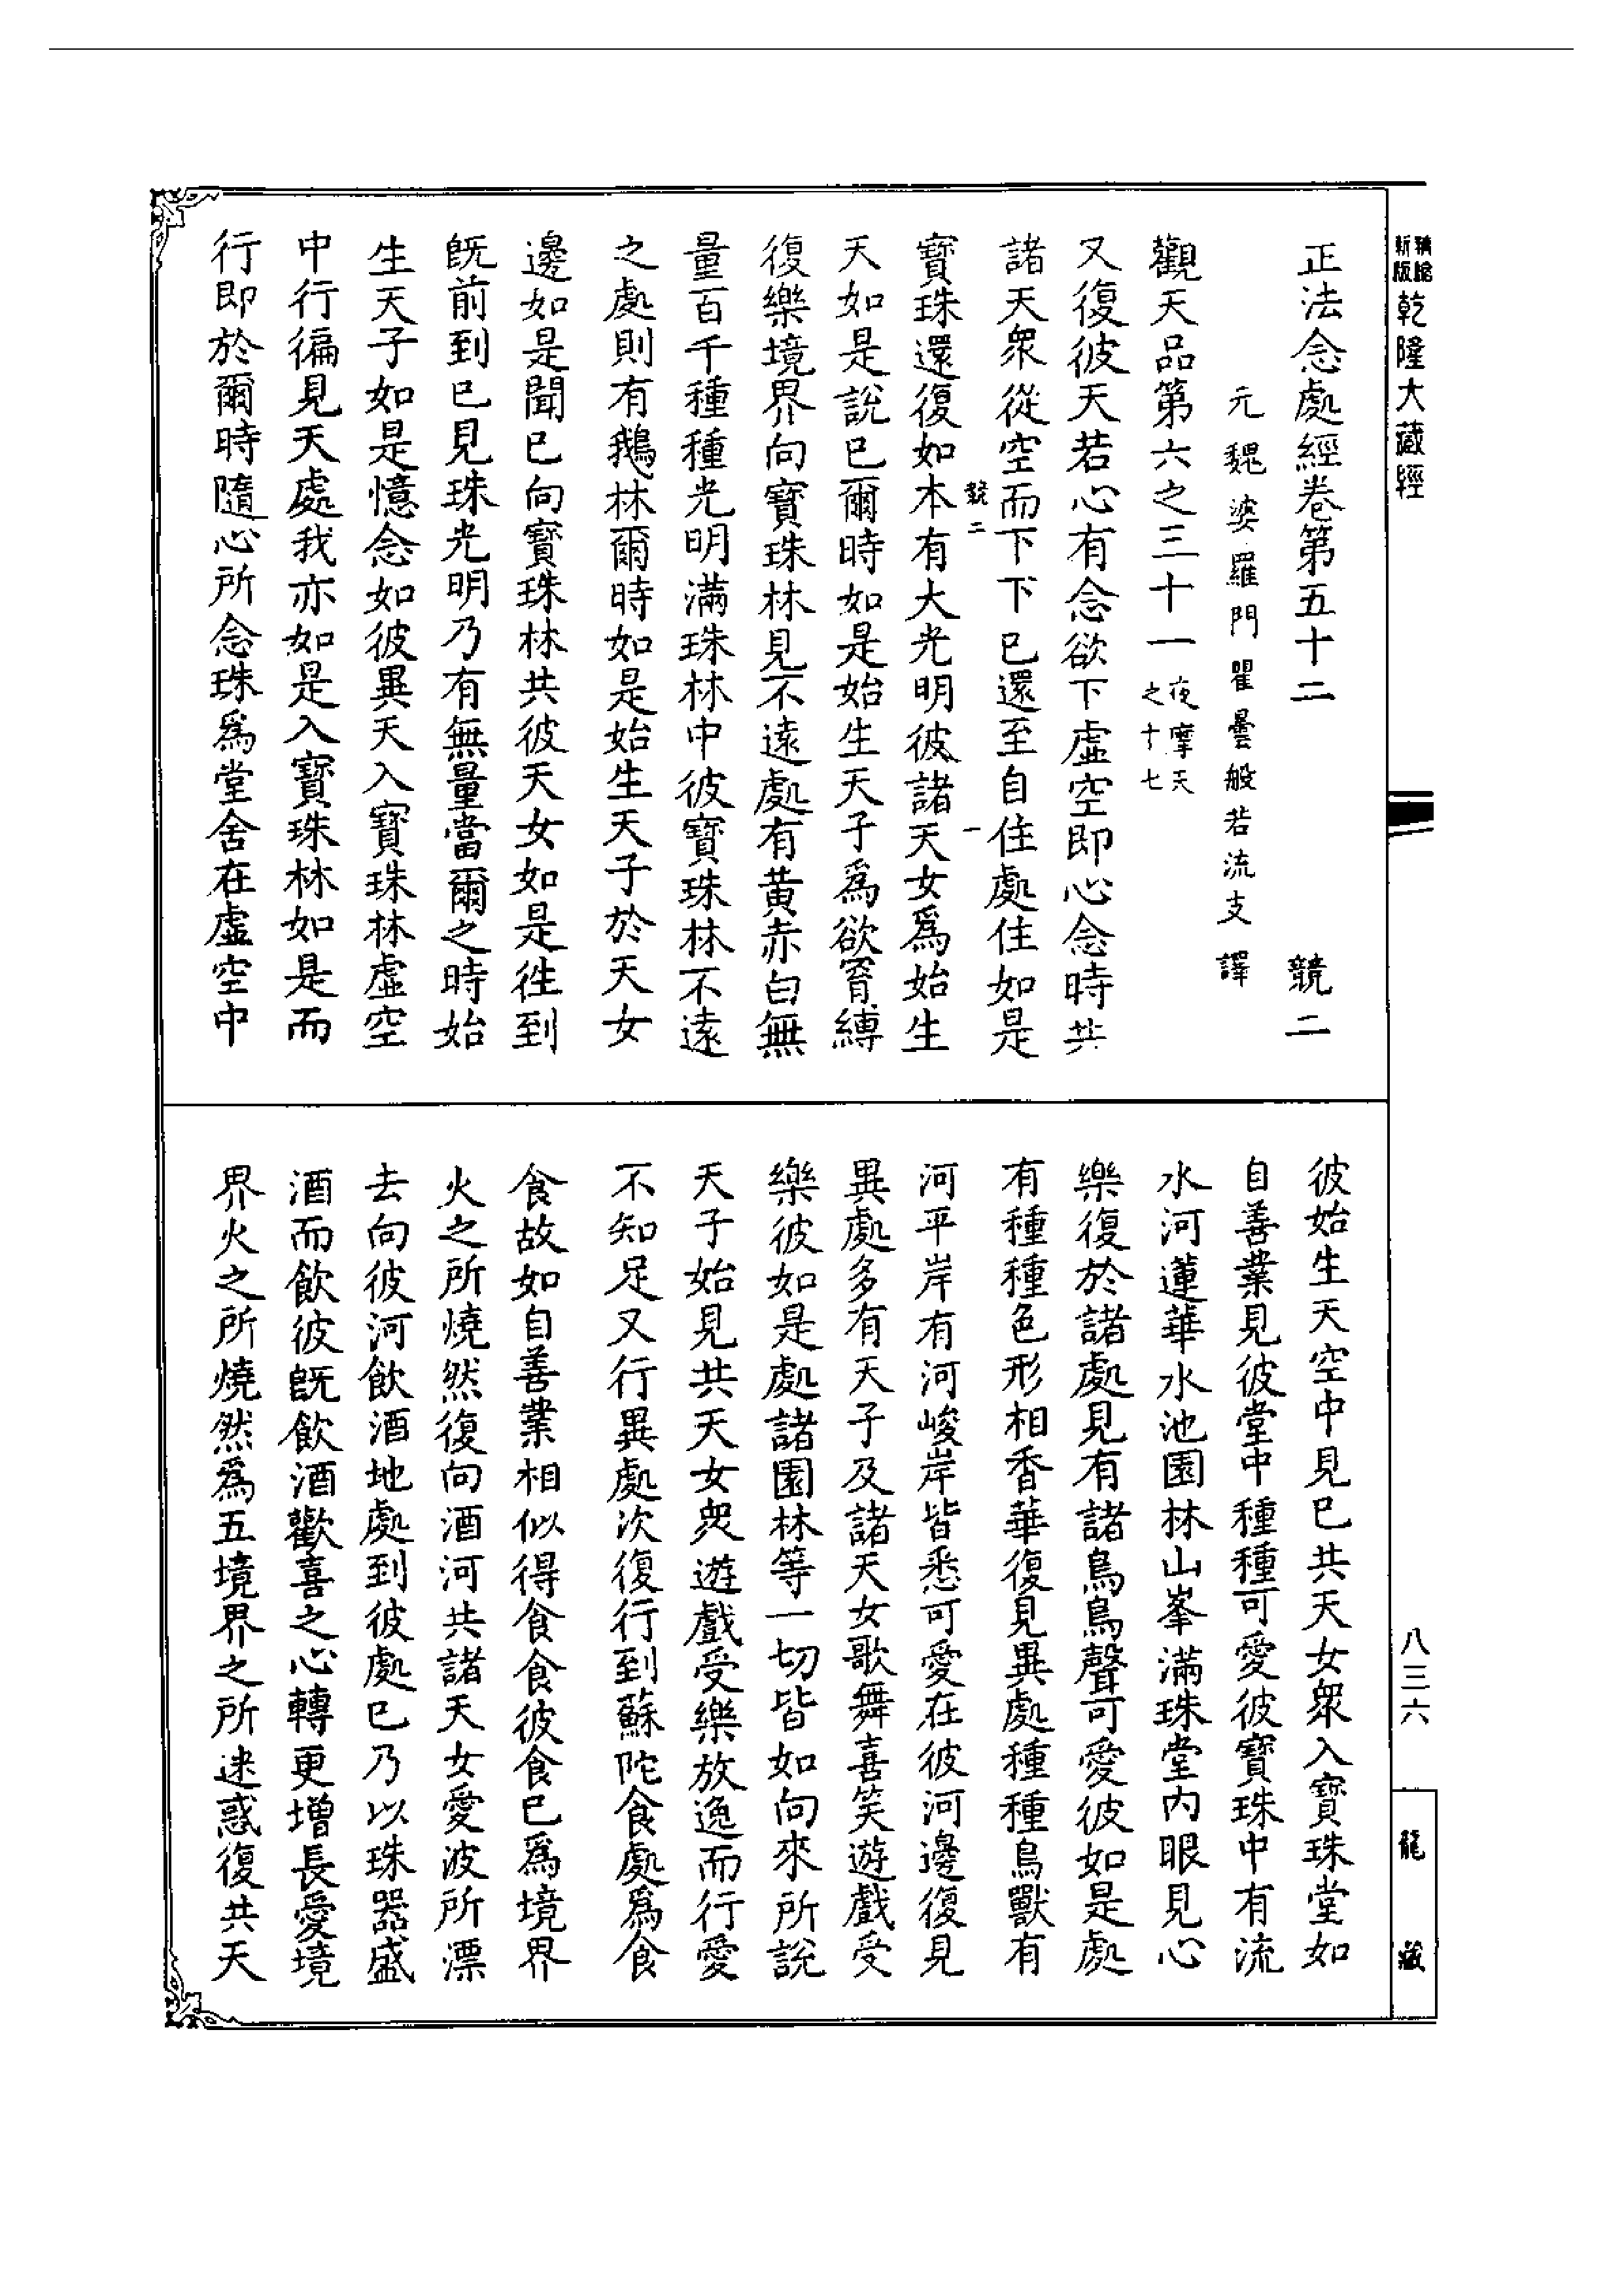 精繪新版乾隆大藏經
正法念處經卷第五十二 競二
元魏婆羅門瞿曇般若流支譯
觀天品第六之三十一夜摩天之十七
又復彼天若心有念欲下虛空即心念時共
諸天衆從空而下下已還至自住處住如是
競二 一
寶珠還復如本有大光明彼諸天女爲始生
天如是說已爾時如是始生天子爲欲罥縛
復樂境界向寶珠林見不遠處有黃赤白無
量百千種種光明滿珠林中彼寶珠林不遠
之處則有鵝林爾時如是始生天子於天女
邊如是聞已向寶珠林共彼天女如是徃到
旣前到已見珠光明乃有無量當爾之時始
生天子如是憶念如彼異天入寶珠林虛空
中行徧見天處我亦如是入寶珠林如是而
行即於爾時隨心所念珠爲堂舍在虛空中
彼始生天空中見已共天女衆入寶珠堂如
自善業見彼堂中種種可愛彼寶珠中有流
水河蓮華水池園林山峯滿珠堂內眼見心
樂復於諸處見有諸鳥鳥聲可愛彼如是處
有種種色形相香華復見異處種種鳥獸有
河平岸有河峻岸皆悉可愛在彼河邊復見
異處多有天子及諸天女歌舞喜笑遊戲受
樂彼如是處諸園林等一切皆如向來所說
天子始見共天女衆遊戲受樂放逸而行愛
不知足又行異處次復行到蘇陀食處爲食
食故如自善業相似得食食彼食已爲境界
火之所燒然復向酒河共諸天女愛波所漂
去向彼河飲酒地處到彼處已乃以珠器盛
酒而飲彼旣飲酒歡喜之心轉更增長愛境
界火之所燒然爲五境界之所迷惑復共天
八三六
龍藏